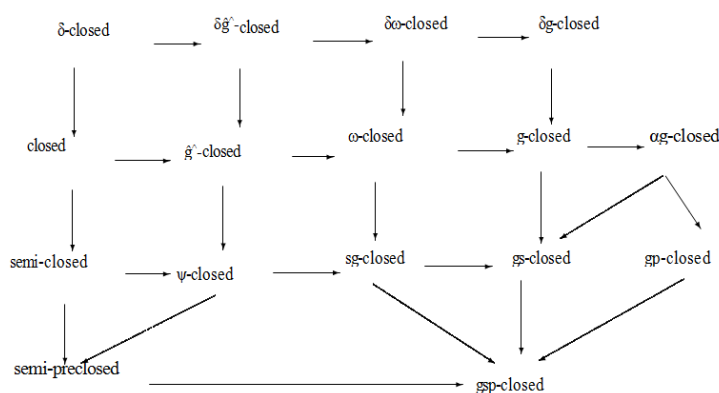 δ-closed δĝ^-closed δω-closed δg-closed
closed ĝ^-closed ω-closed g-closed αg-closed
semi-closed ψ-closed sg-closed gs-closed gp-closed
semi-preclosed gsp-closed